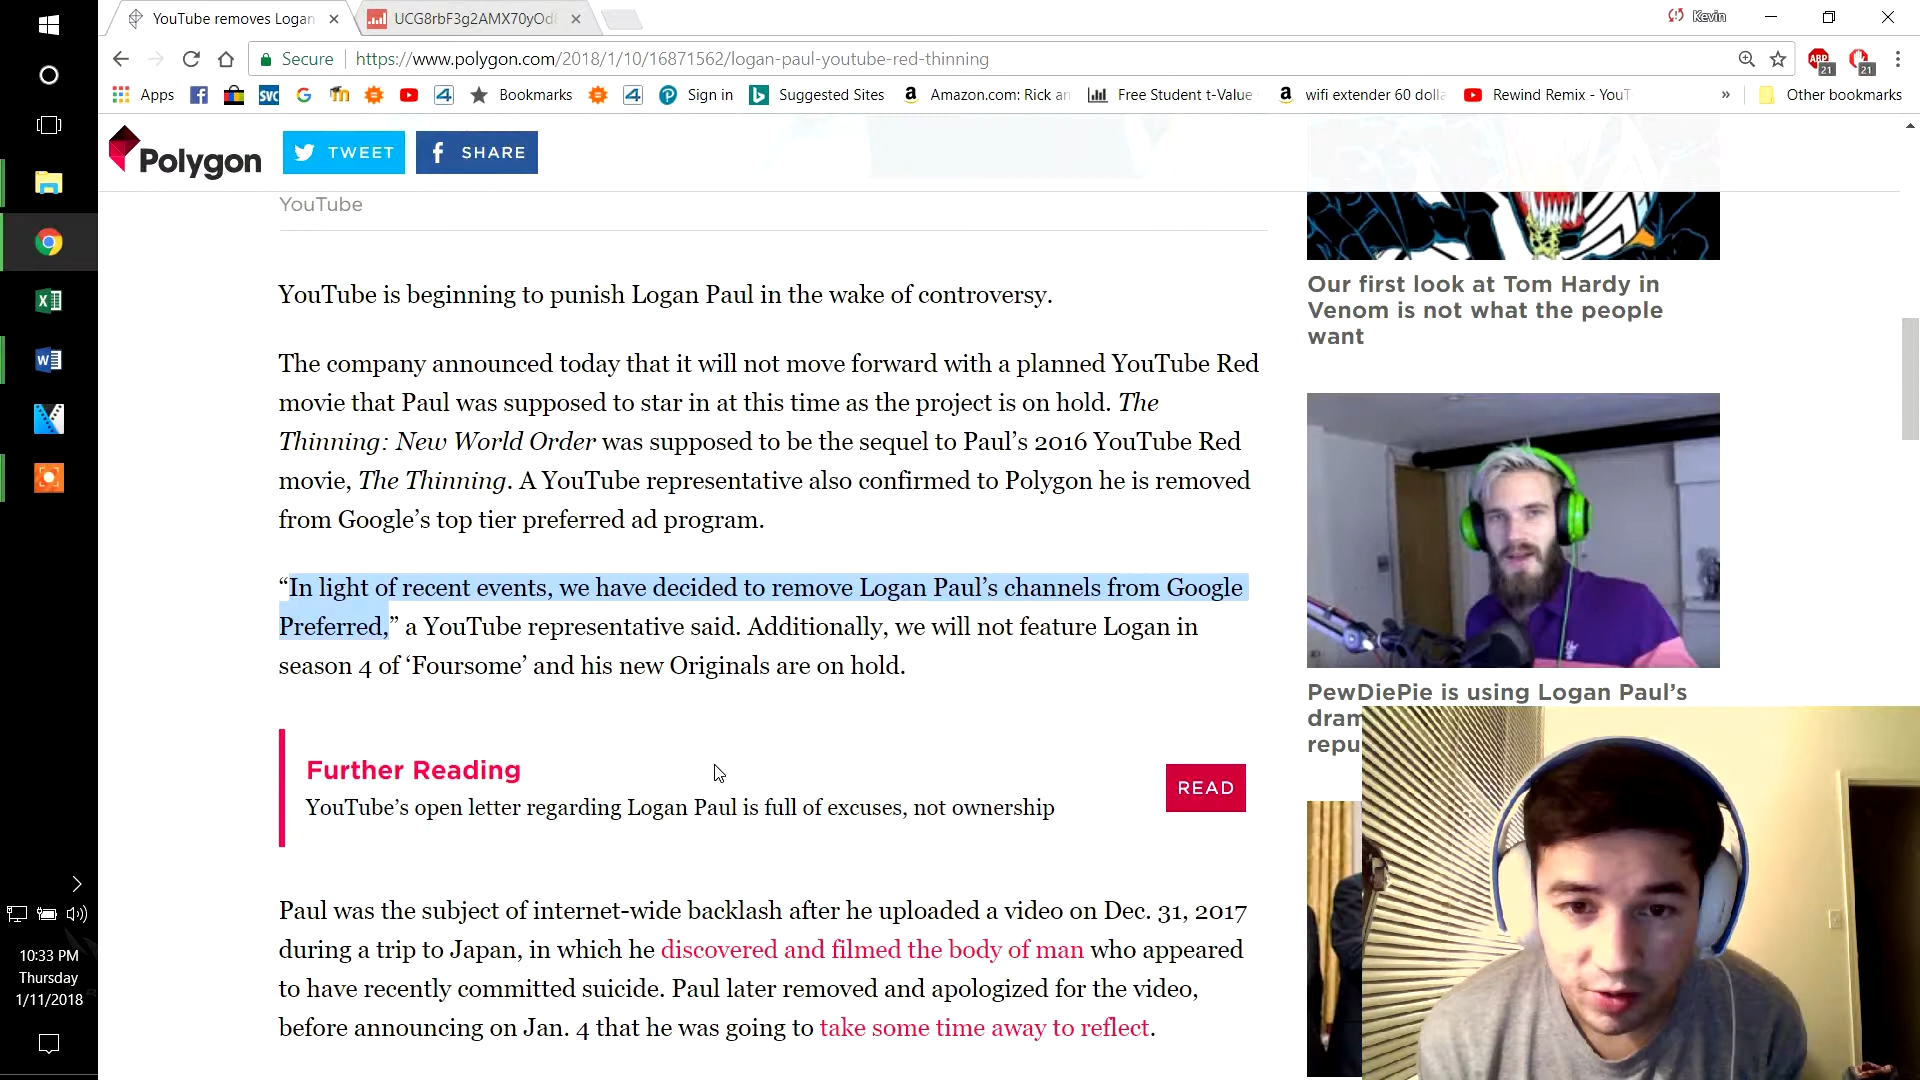 YouTube removes Logan
UCG8rbF3g2AMX70yOd
Kevin
Secure
https://www.polygon.com/2018/1/10/16871562/logan-paul-youtube-red-thinning
ABP
21
21
Apps
SVC
Bookmarks
Sign in
Suggested Sites
Amazon.com: Rick an
Free Student t-Value
wifi extender 60 dolla
Rewind Remix - YouT
»
Other bookmarks
Polygon
TWEET
SHARE
YouTube
YouTube is beginning to punish Logan Paul in the wake of controversy.
The company announced today that it will not move forward with a planned YouTube Red
movie that Paul was supposed to star in at this time as the project is on hold. The
Thinning: New World Order was supposed to be the sequel to Paul’s 2016 YouTube Red
movie, The Thinning. A YouTube representative also confirmed to Polygon he is removed
from Google’s top tier preferred ad program.
“In light of recent events, we have decided to remove Logan Paul’s channels from Google
Preferred,” a YouTube representative said. Additionally, we will not feature Logan in
season 4 of ‘Foursome’ and his new Originals are on hold.
Further Reading
YouTube’s open letter regarding Logan Paul is full of excuses, not ownership
READ
Paul was the subject of internet-wide backlash after he uploaded a video on Dec. 31, 2017
during a trip to Japan, in which he discovered and filmed the body of man who appeared
to have recently committed suicide. Paul later removed and apologized for the video,
before announcing on Jan. 4 that he was going to take some time away to reflect.
Our first look at Tom Hardy in
Venom is not what the people
want
PewDiePie is using Logan Paul’s
dram
repu
10:33 PM
Thursday
1/11/2018